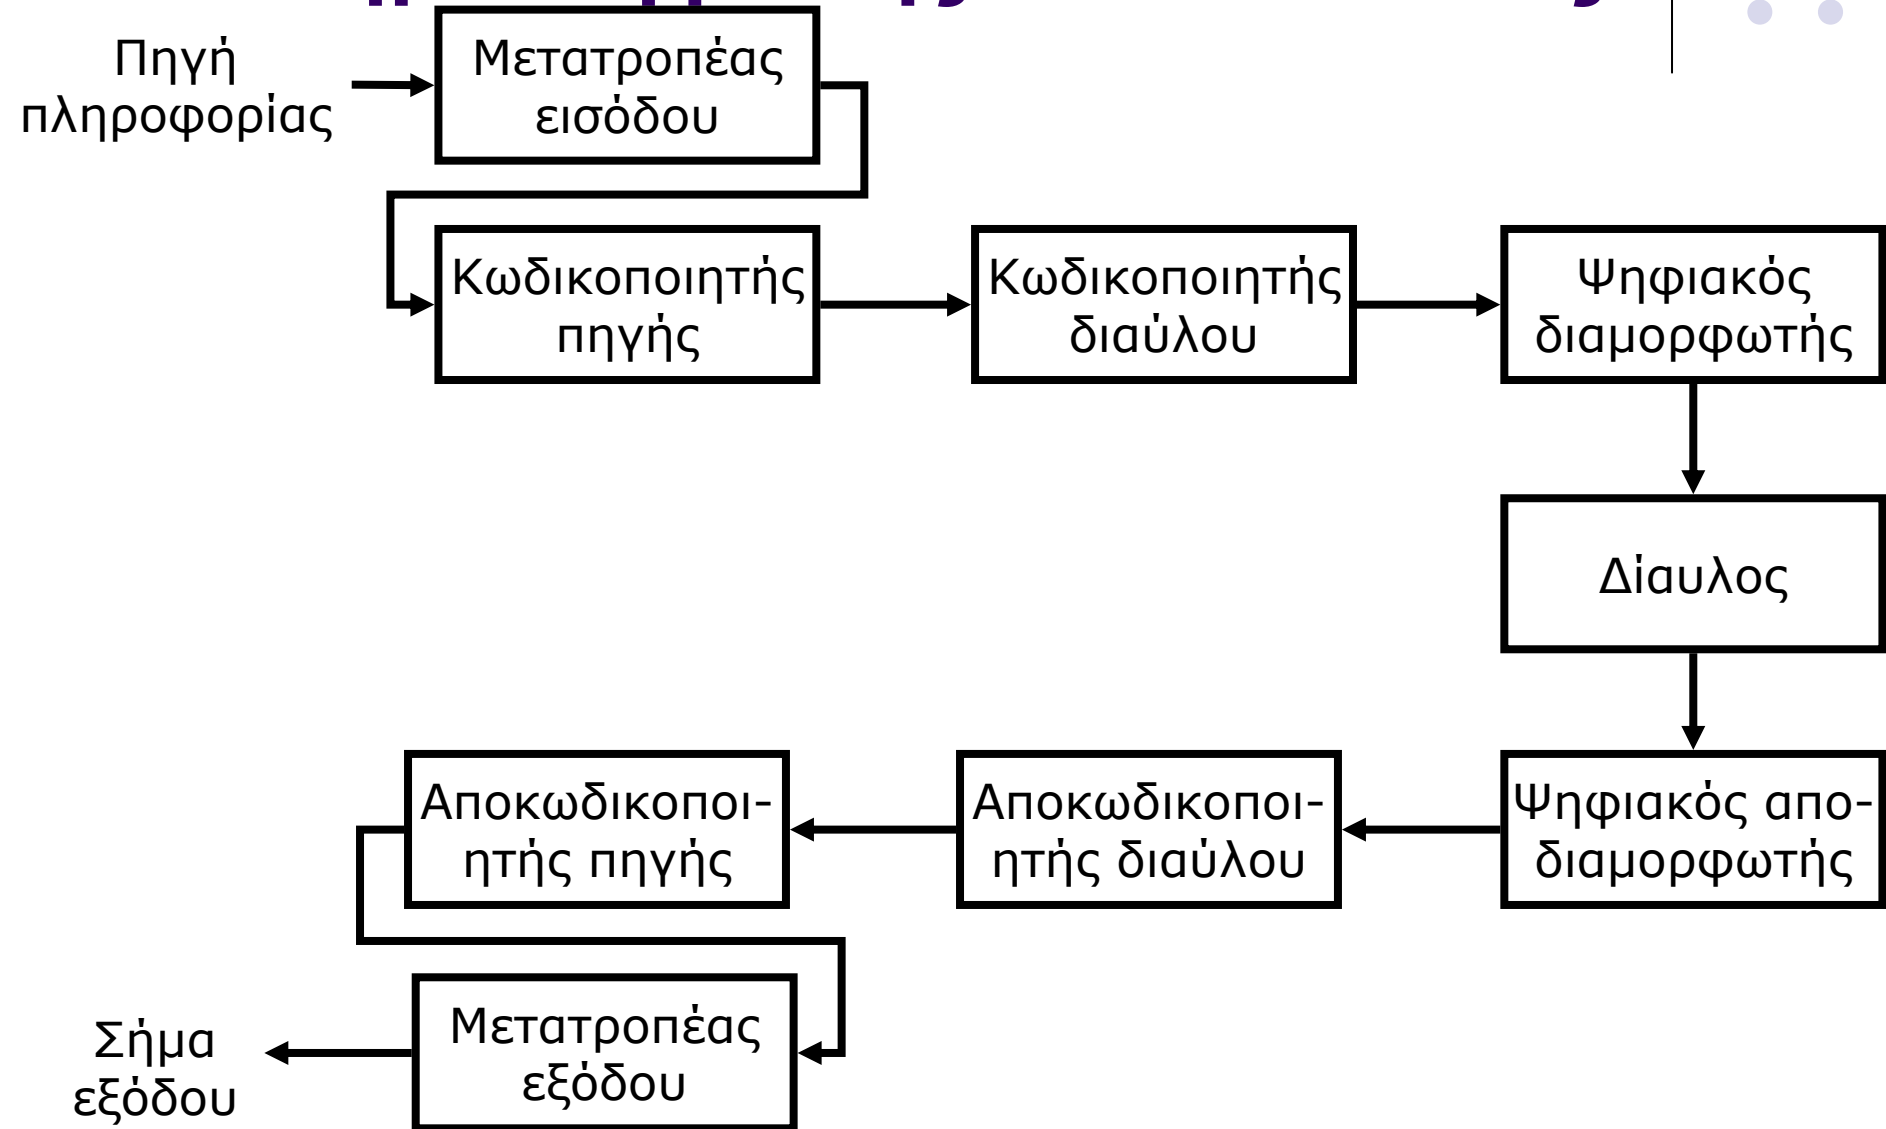 Πηγή
πληροφορίας
Μετατροπέας
εισόδου
Κωδικοποιητής
πηγής
Κωδικοποιητής
διαύλου
Ψηφιακός
διαμορφωτής
Δίαυλος
Αποκωδικοποι-
ητής πηγής
Αποκωδικοποι-
ητής διαύλου
Ψηφιακός απο-
διαμορφωτής
Μετατροπέας
εξόδου
Σήμα
εξόδου